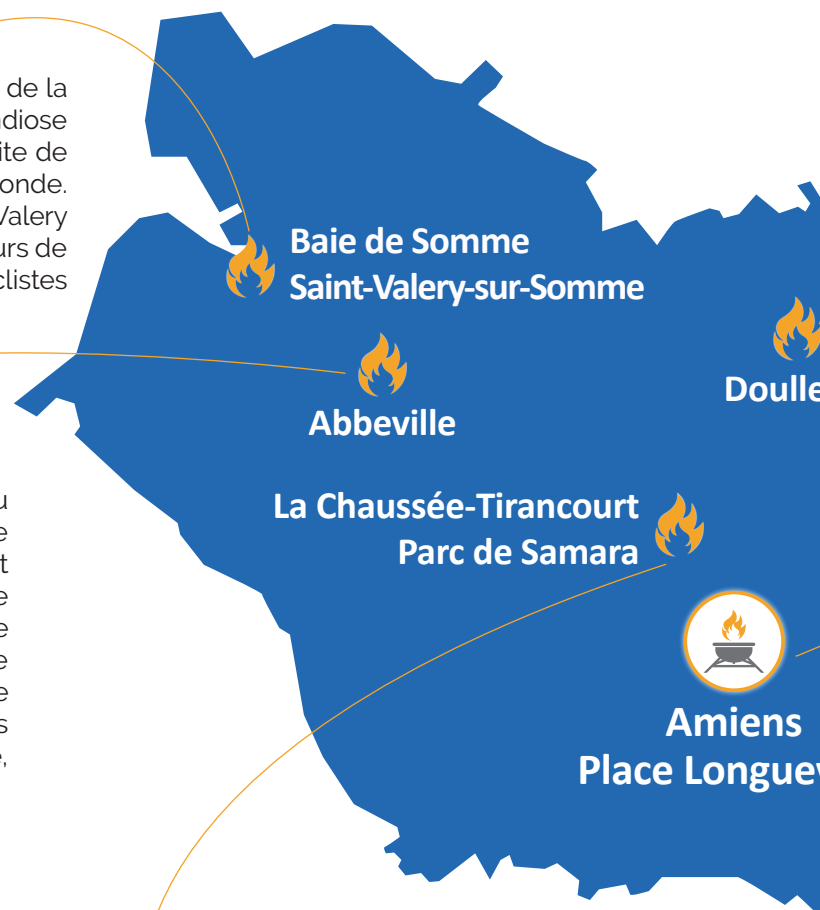 de la
ndiose
ite de
onde.
Valery
urs de
clistes
Baie de Somme
Saint-Valery-sur-Somme
Abbeville
Doulle
u
e
t
e
e
e
e
s
e,
La Chaussée-Tirancourt
Parc de Samara
Amiens
Place Longuev